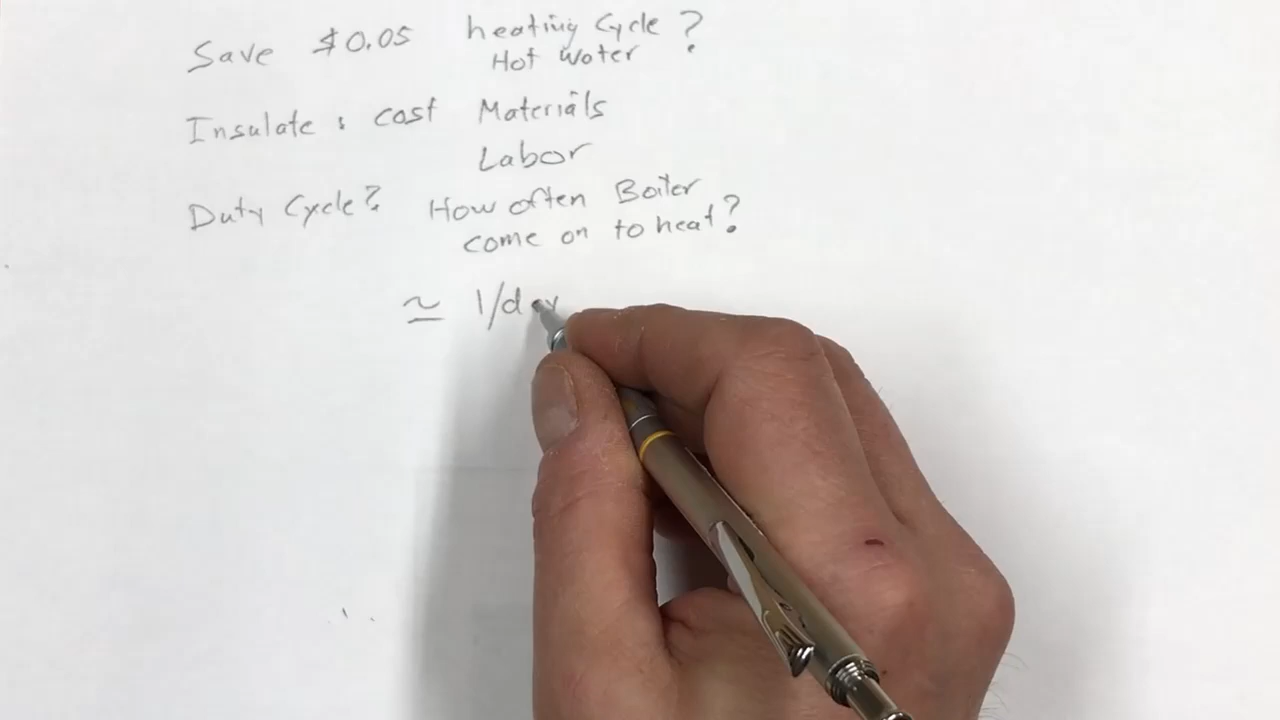 Save $0.05 heating Cycle ?
Hot Water
Insulate : cost Materials
Labor
Duty Cycle? How often Boiler
come on to heat?
≃ 1/day